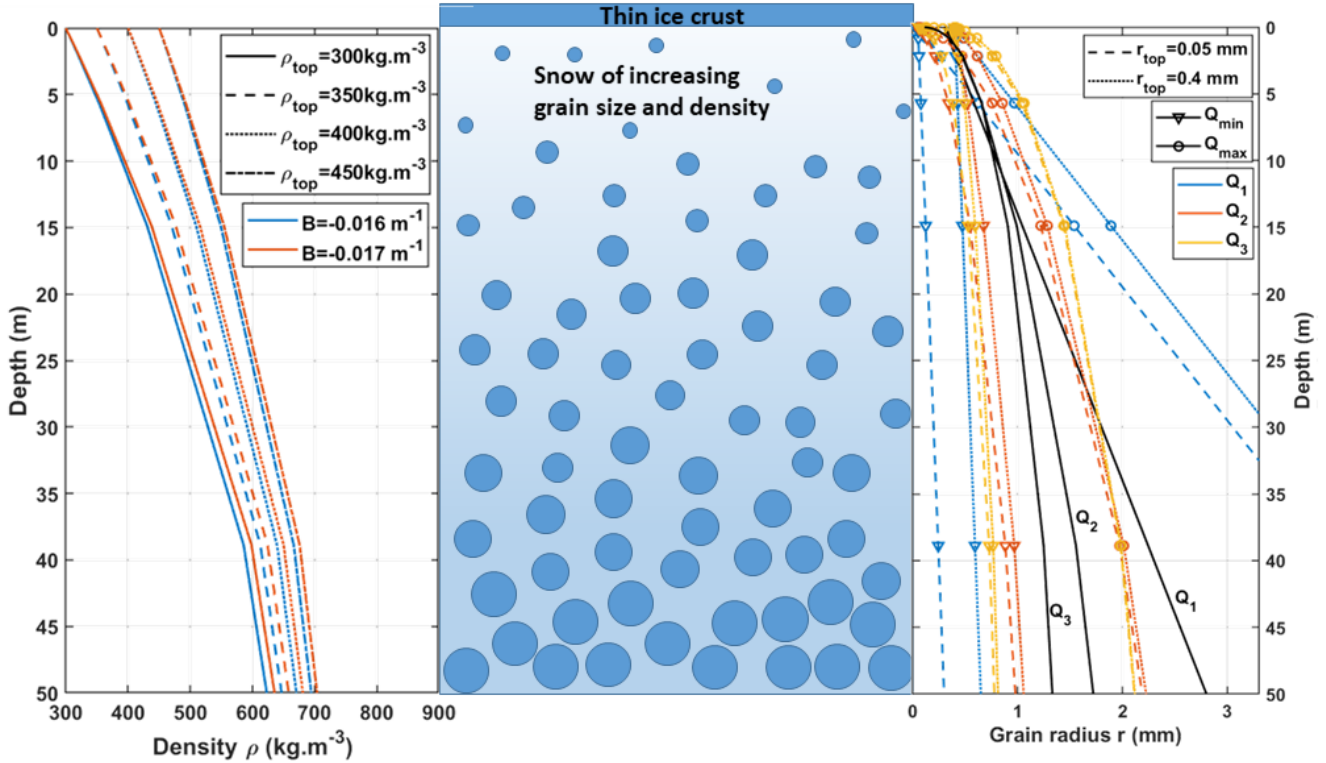 Thin ice crust
Snow of increasing
grain size and density
0
5
10
15
20
25
30
35
40
45
50
Depth (m)
300
400
500
600
700
800
900
Density ρ (kg.m⁻³)
ρtop=300kg.m⁻³
ρtop=350kg.m⁻³
ρtop=400kg.m⁻³
ρtop=450kg.m⁻³
B=-0.016 m⁻¹
B=-0.017 m⁻¹
rtop=0.05 mm
rtop=0.4 mm
Qmin
Qmax
Q1
Q2
Q3
Q2
Q3
Q1
0
5
10
15
20
25
30
35
40
45
50
Depth (m)
0
1
2
3
Grain radius r (mm)